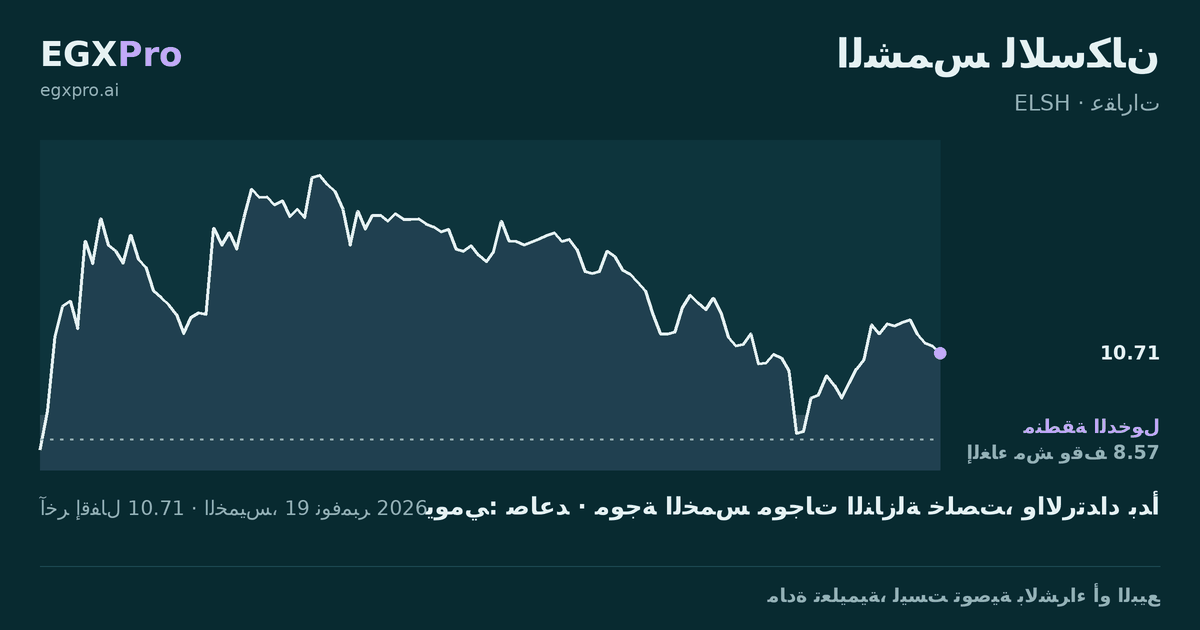 EGXPro
egxpro.ai
الشمس للاسكان
ELSH · عقارات
10.71
منطقة الدخول
إلغاء مش وقف 8.57
يومي: صاعد · موجة الخمس موجات النازلة خلصت، والارتداد بدأ
آخر إقفال 10.71 · الخميس، 19 نوفمبر 2026
مادة تعليمية، ليست توصية بالشراء أو البيع